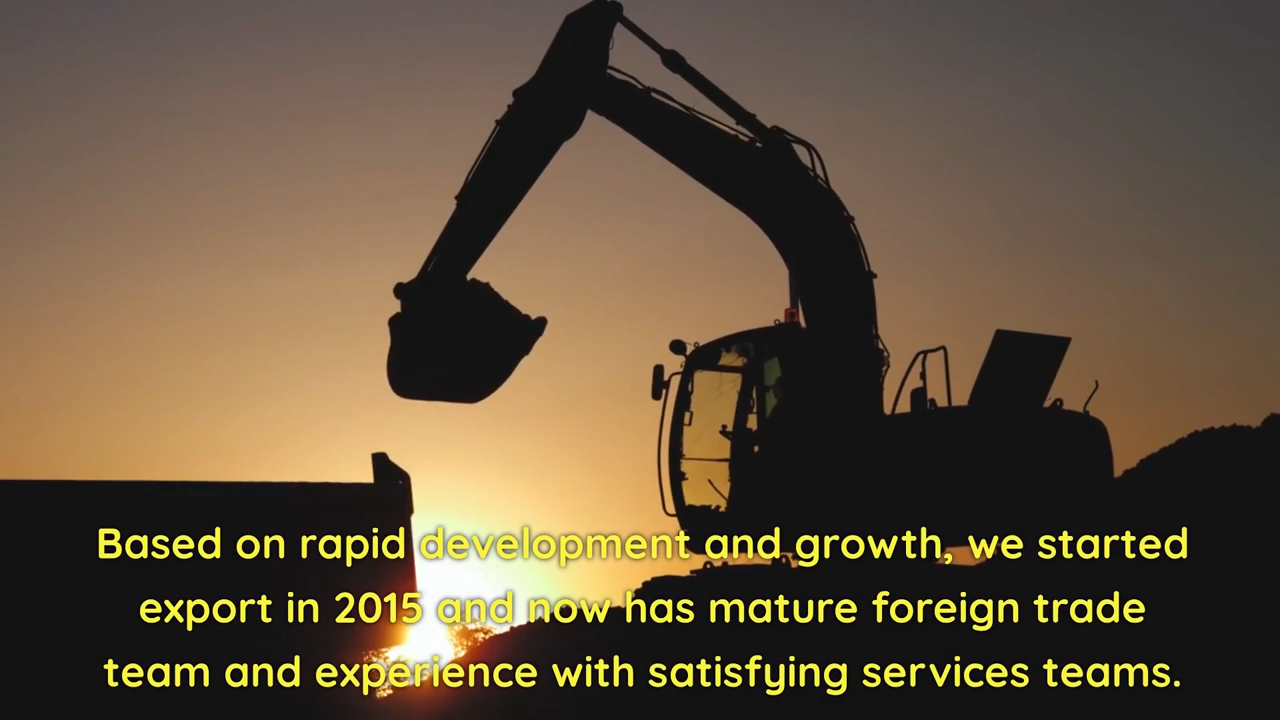 Based on rapid development and growth, we started
export in 2015 and now has mature foreign trade
team and experience with satisfying services teams.